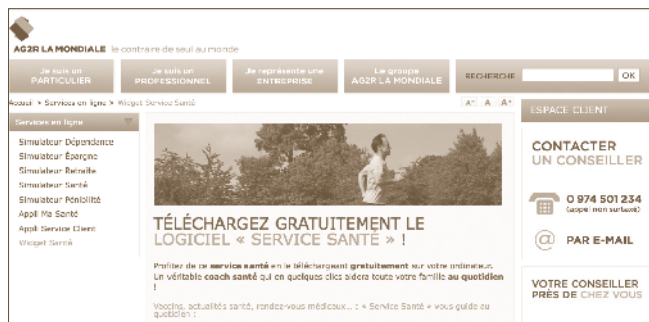 AG2R LA MONDIALE le contraire de seul au monde
Je suis un
PARTICULIER
Je suis un
PROFESSIONNEL
Je représente une
ENTREPRISE
Le groupe
AG2R LA MONDIALE
RECHERCHE
OK
Accueil > Services en ligne > Widget Service Santé
A- A A+
Services en ligne
Simulateur Dépendance
Simulateur Épargne
Simulateur Retraite
Simulateur Santé
Simulateur Pénibilité
Appli Ma Santé
Appli Service Client
Widget Santé
TÉLÉCHARGEZ GRATUITEMENT LE
LOGICIEL « SERVICE SANTÉ » !
Profitez de ce service santé en le téléchargeant gratuitement sur votre ordinateur.
Un véritable coach santé qui en quelques clics aidera toute votre famille au quotidien
!
Vaccins, actualités santé, rendez-vous médicaux... : « Service Santé » vous guide au
quotidien :
ESPACE CLIENT
CONTACTER
UN CONSEILLER
0 974 501 234
(appel non surtaxé)
@ PAR E-MAIL
VOTRE CONSEILLER
PRÈS DE CHEZ VOUS